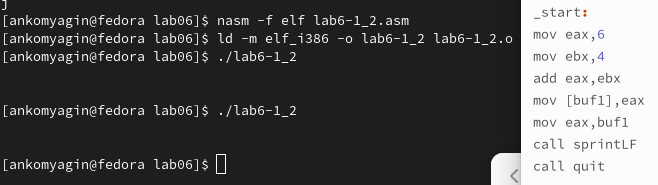 [ankomyagin@fedora lab06]$ nasm -f elf lab6-1_2.asm
[ankomyagin@fedora lab06]$ ld -m elf_i386 -o lab6-1_2 lab6-1_2.o
[ankomyagin@fedora lab06]$ ./lab6-1_2
[ankomyagin@fedora lab06]$ ./lab6-1_2
[ankomyagin@fedora lab06]$
_start:
mov eax,6
mov ebx,4
add eax,ebx
mov [buf1],eax
mov eax,buf1
call sprintLF
call quit